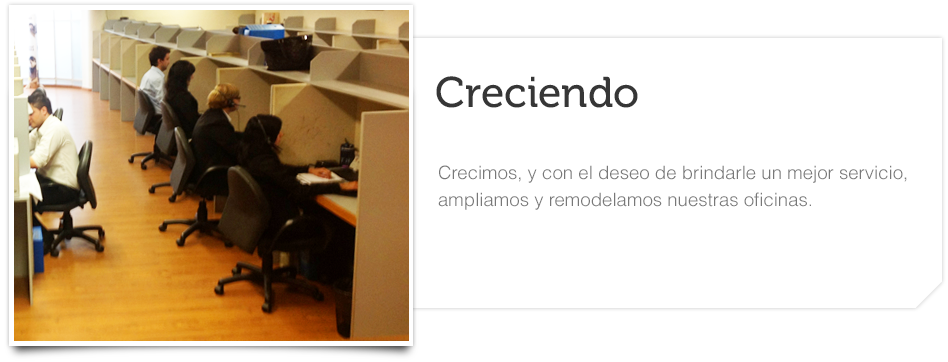 Creciendo
Crecimos, y con el deseo de brindarle un mejor servicio,
ampliamos y remodelamos nuestras oficinas.